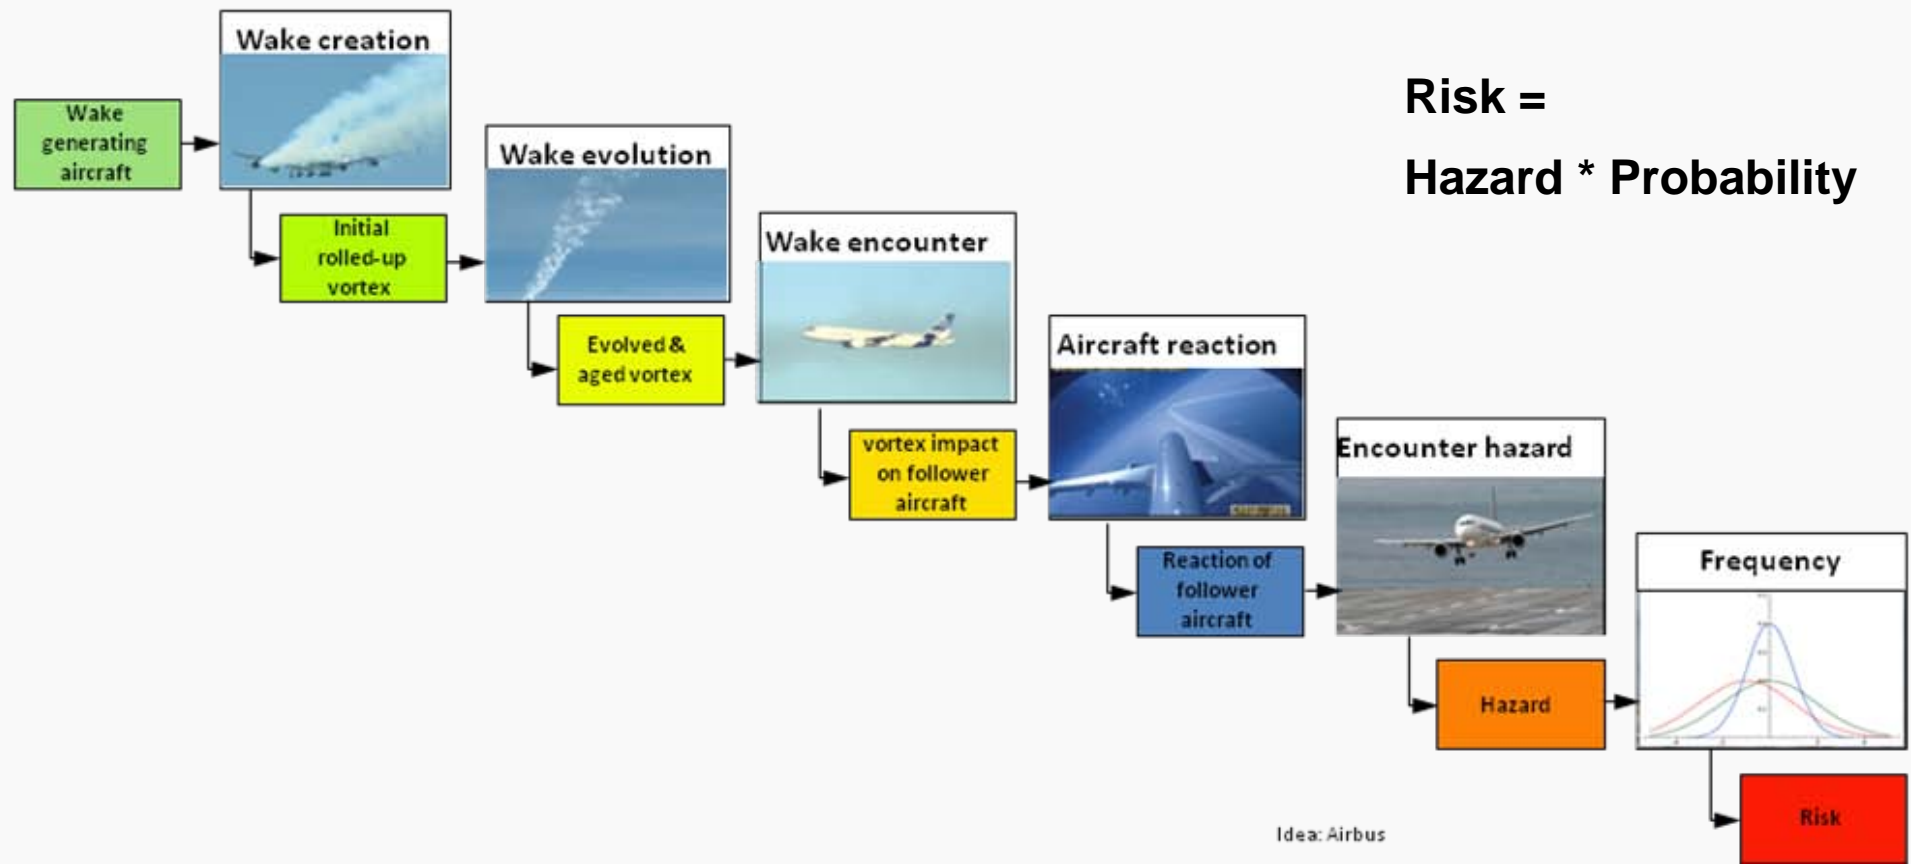 Wake creation
Risk =
Hazard * Probability
Wake
generating
aircraft
Wake evolution
Initial
rolled-up
vortex
Wake encounter
Evolved &
aged vortex
Aircraft reaction
vortex impact
on follower
aircraft
Encounter hazard
Reaction of
follower
aircraft
Frequency
Hazard
Risk
Idea: Airbus